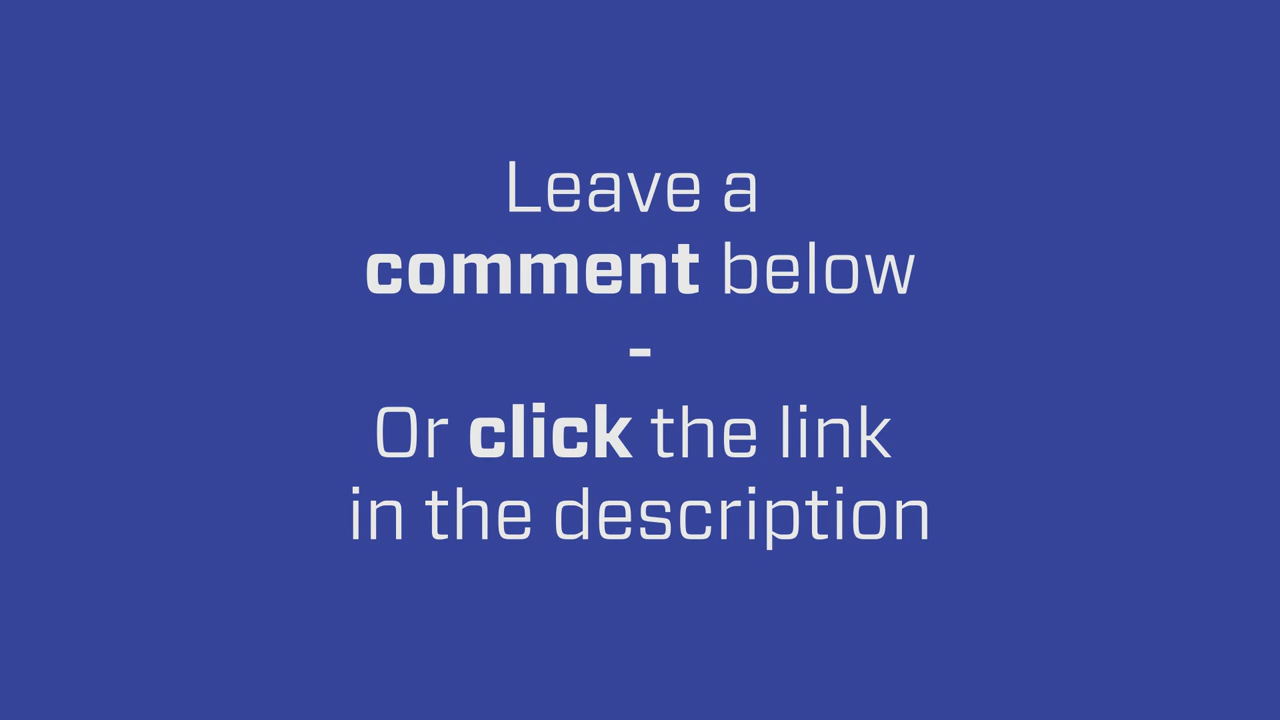 Leave a
comment below
-
Or click the link
in the description